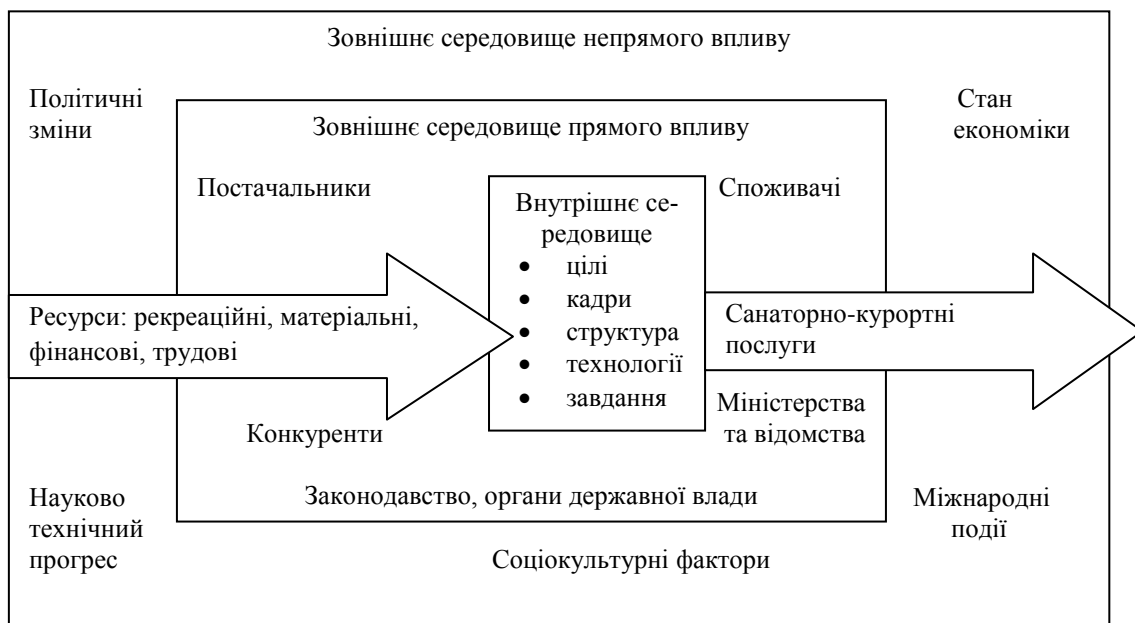 Зовнішнє середовище непрямого впливу
Політичні
зміни
Стан
економіки
Зовнішнє середовище прямого впливу
Постачальники
Споживачі
Внутрішнє се-
редовище
• цілі
• кадри
• структура
• технології
• завдання
Ресурси: рекреаційні, матеріальні,
фінансові, трудові
Санаторно-курортні
послуги
Конкуренти
Міністерства
та відомства
Законодавство, органи державної влади
Науково
технічний
прогрес
Міжнародні
події
Соціокультурні фактори